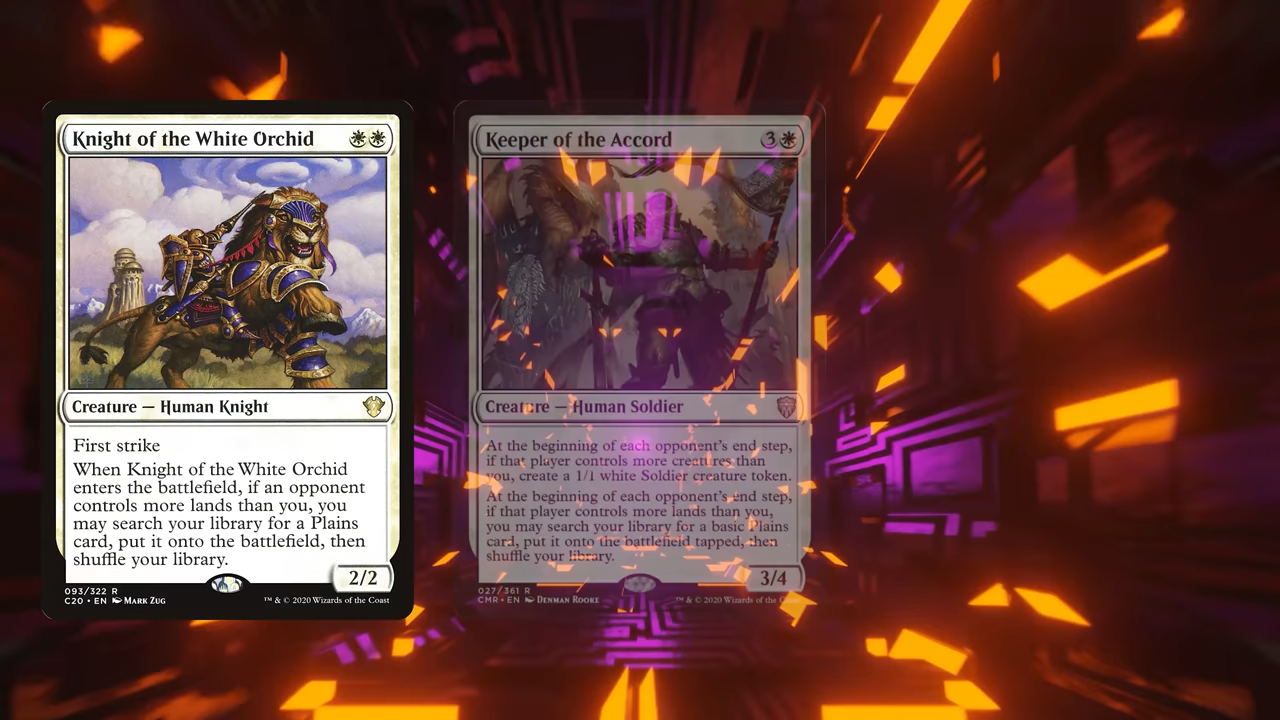 Knight of the White Orchid
Creature — Human Knight
First strike
When Knight of the White Orchid
enters the battlefield, if an opponent
controls more lands than you, you
may search your library for a Plains
card, put it onto the battlefield, then
shuffle your library.
2/2
093/322 R
C20 • EN Mark Zug
™ & © 2020 Wizards of the Coast
Keeper of the Accord
3
Creature — Human Soldier
At the beginning of each opponent's end step,
if that player controls more creatures than
you, create a 1/1 white Soldier creature token.
At the beginning of each opponent's end step,
if that player controls more lands than you,
you may search your library for a basic Plains
card, put it onto the battlefield tapped, then
shuffle your library.
3/4
027/361 R
CMR • EN Denman Rooke
™ & © 2020 Wizards of the Coast